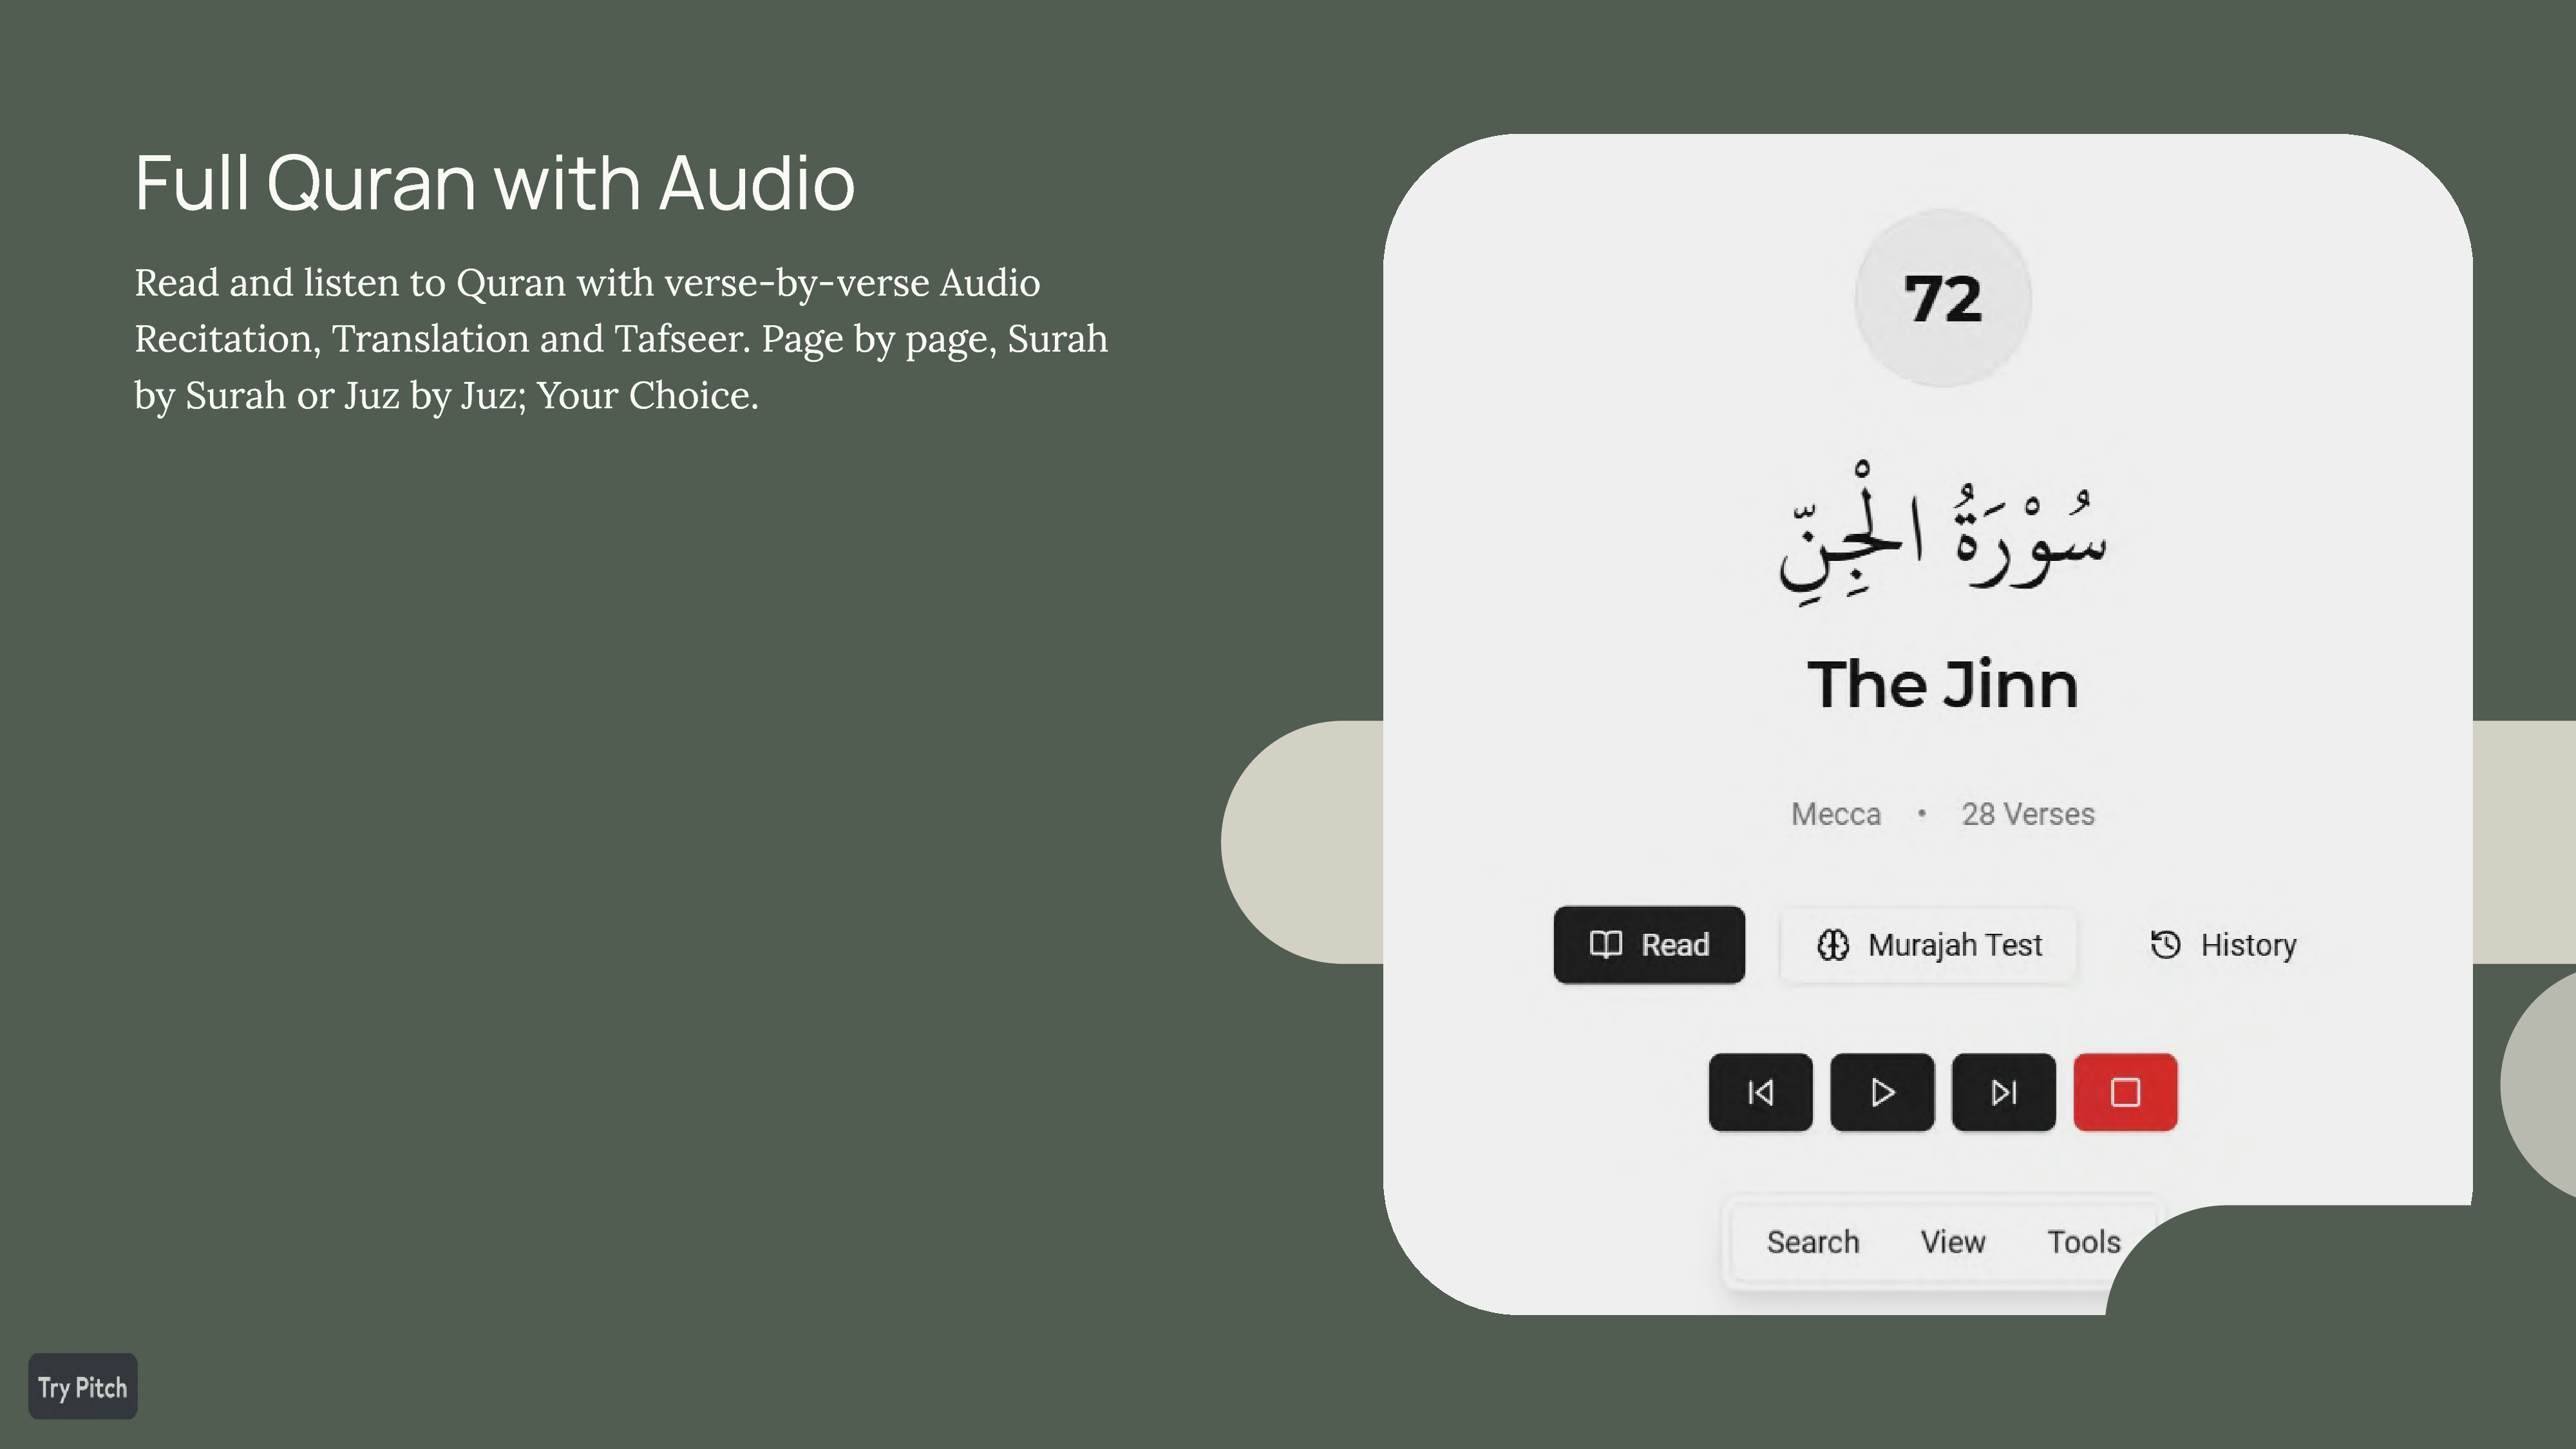 Full Quran with Audio
Read and listen to Quran with verse-by-verse Audio
Recitation, Translation and Tafseer. Page by page, Surah
by Surah or Juz by Juz; Your Choice.
72
سُوْرَةُ الْجِنِّ
The Jinn
Mecca • 28 Verses
Read Murajah Test History
Search View Tools
Try Pitch